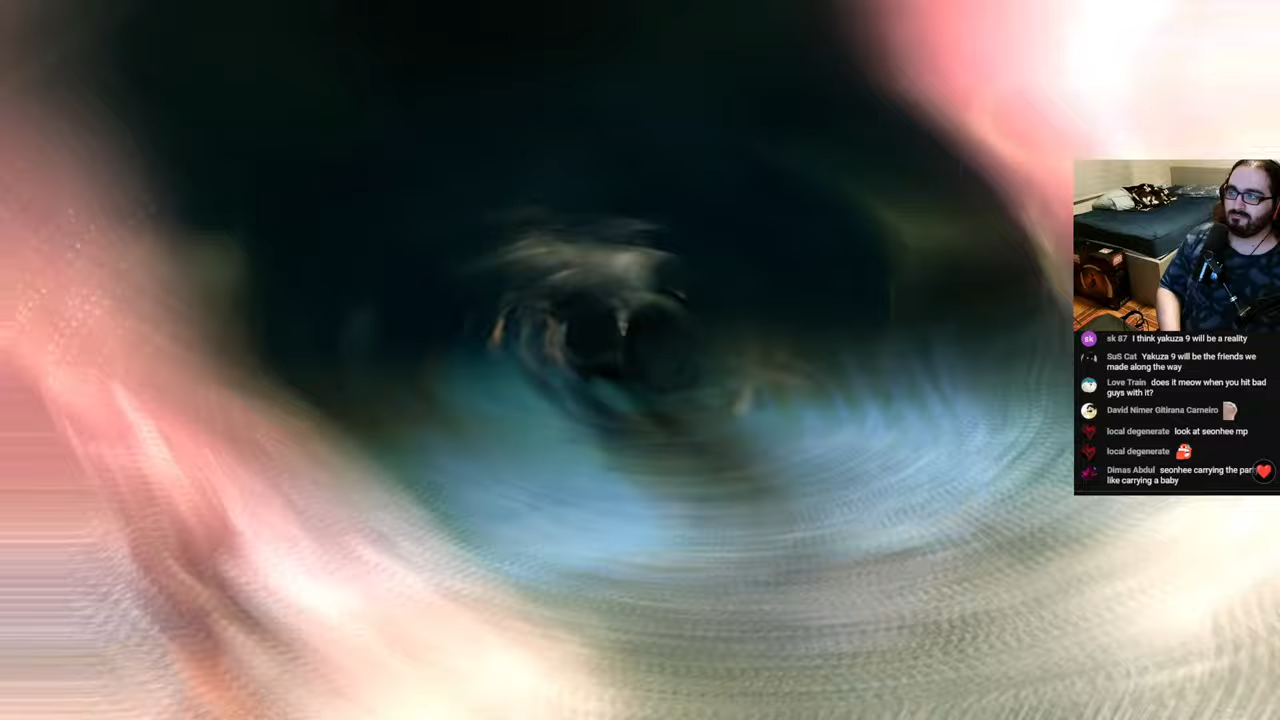 sk 87 I think yakuza 9 will be a reality
SuS Cat Yakuza 9 will be the friends we
made along the way
Love Train does it meow when you hit bad
guys with it?
David Nimer Gitirana Carneiro
local degenerate look at seonhee mp
local degenerate
Dimas Abdul seonhee carrying the par
like carrying a baby